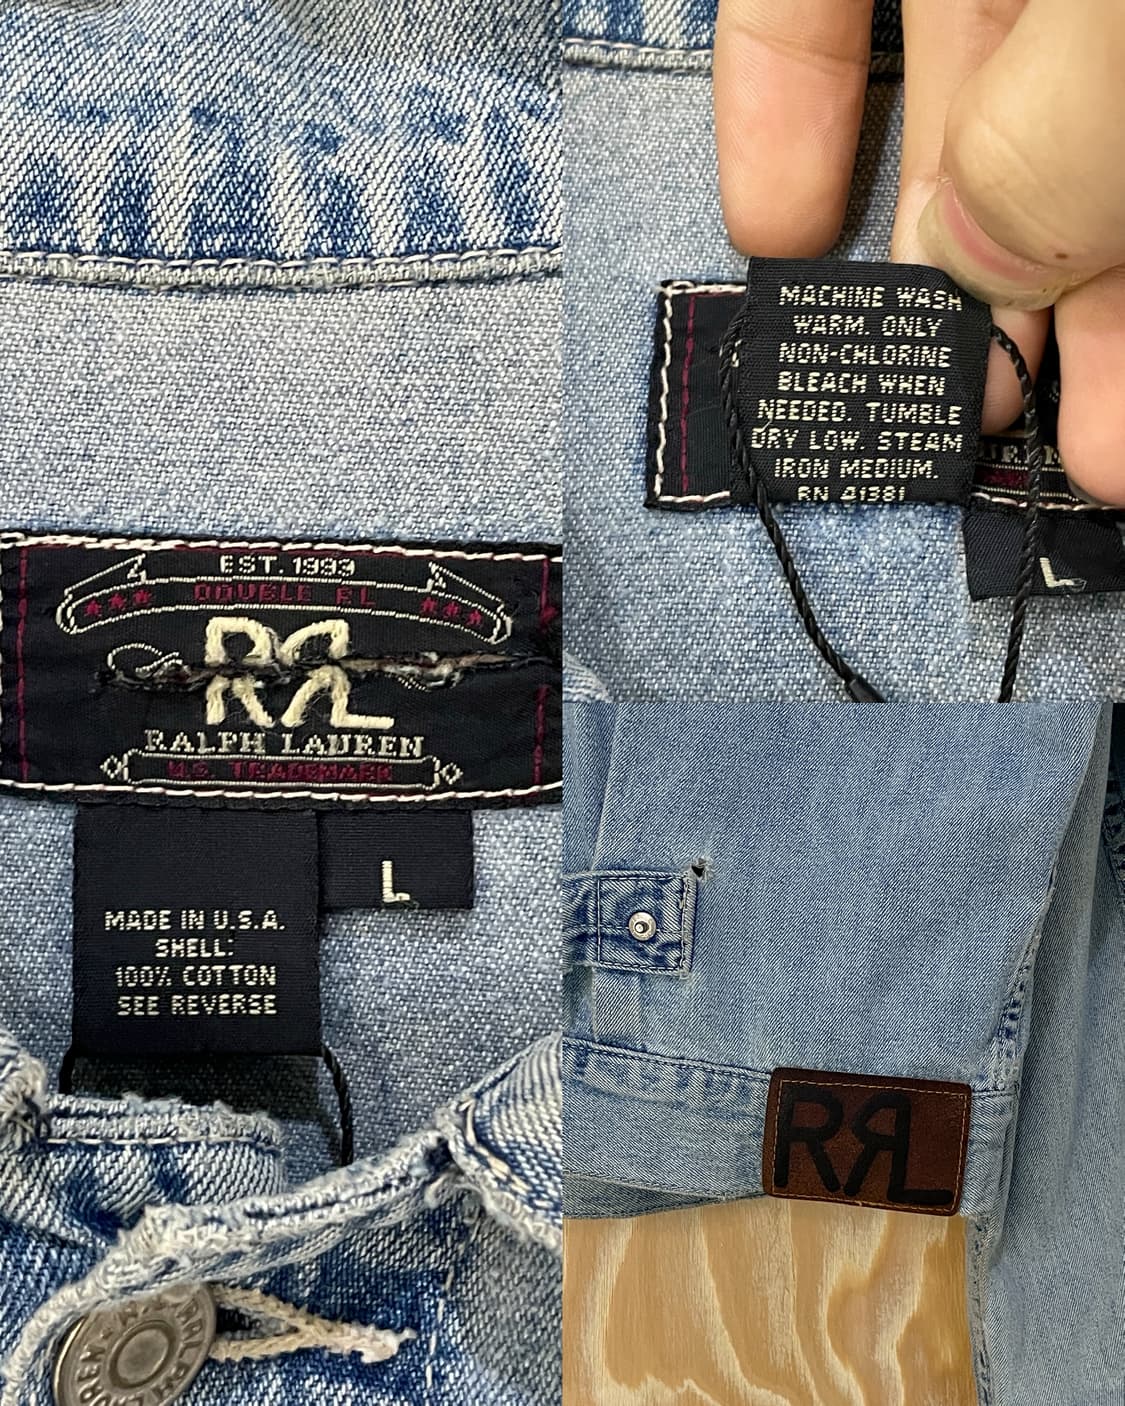 EST. 1993
DOUBLE RL
RRL
RALPH LAUREN
U.S. TRADEMARK
L
MADE IN U.S.A.
SHELL:
100% COTTON
SEE REVERSE
MACHINE WASH
WARM. ONLY
NON-CHLORINE
BLEACH WHEN
NEEDED. TUMBLE
DRY LOW. STEAM
IRON MEDIUM.
RN 41381
L
RRL